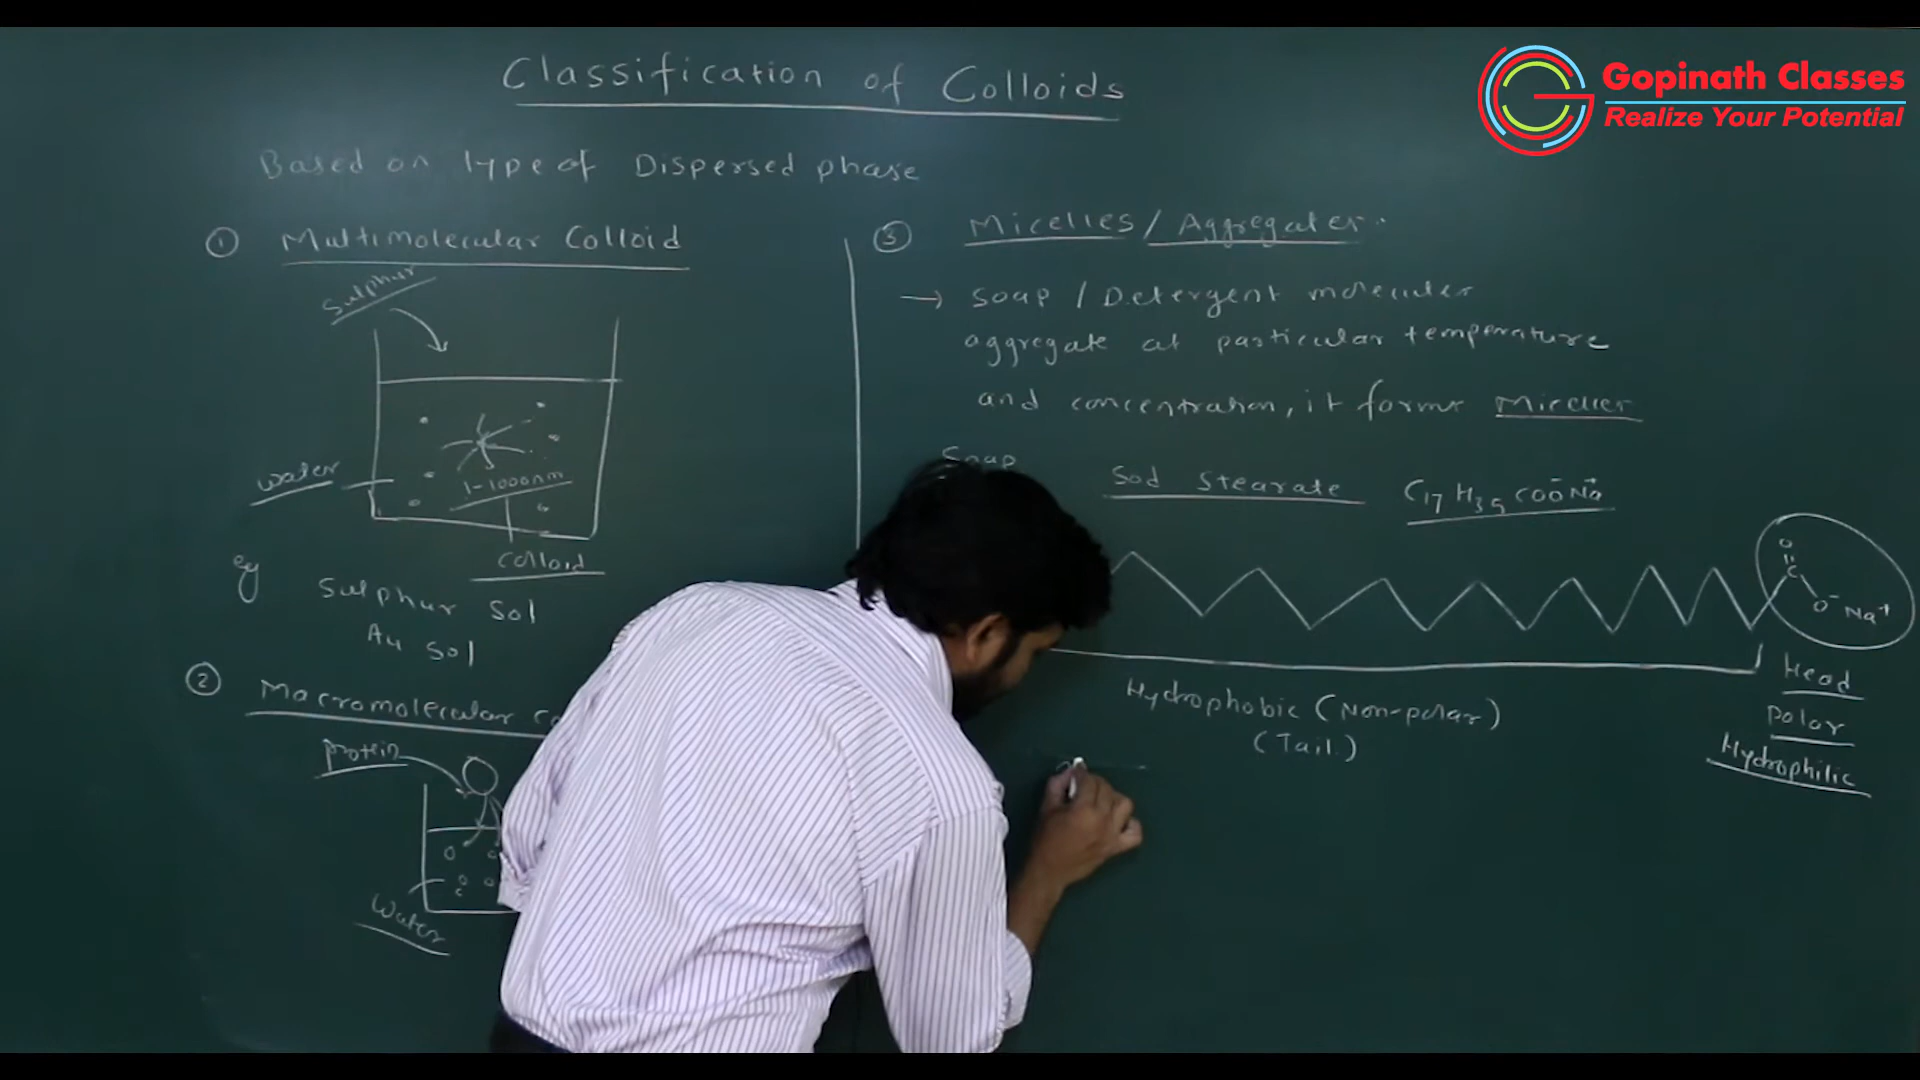 Classification of Colloids
Gopinath Classes
Realize Your Potential
Based on type of Dispersed phase
① Multimolecular Colloid
Sulphur
water
1-1000nm
colloid
eg Sulphur Sol
Au Sol
② Macromolecular
protein
water
③ Micelles / Aggregates.
→ Soap / Detergent molecules
aggregate at particular temperature
and concentration, it forms Micelles
Soap
Sod Stearate C17 H35 COO⁻Na⁺
O
C
O⁻ Na⁺
Hydrophobic (Non-polar)
(Tail.)
Head
polar
Hydrophilic